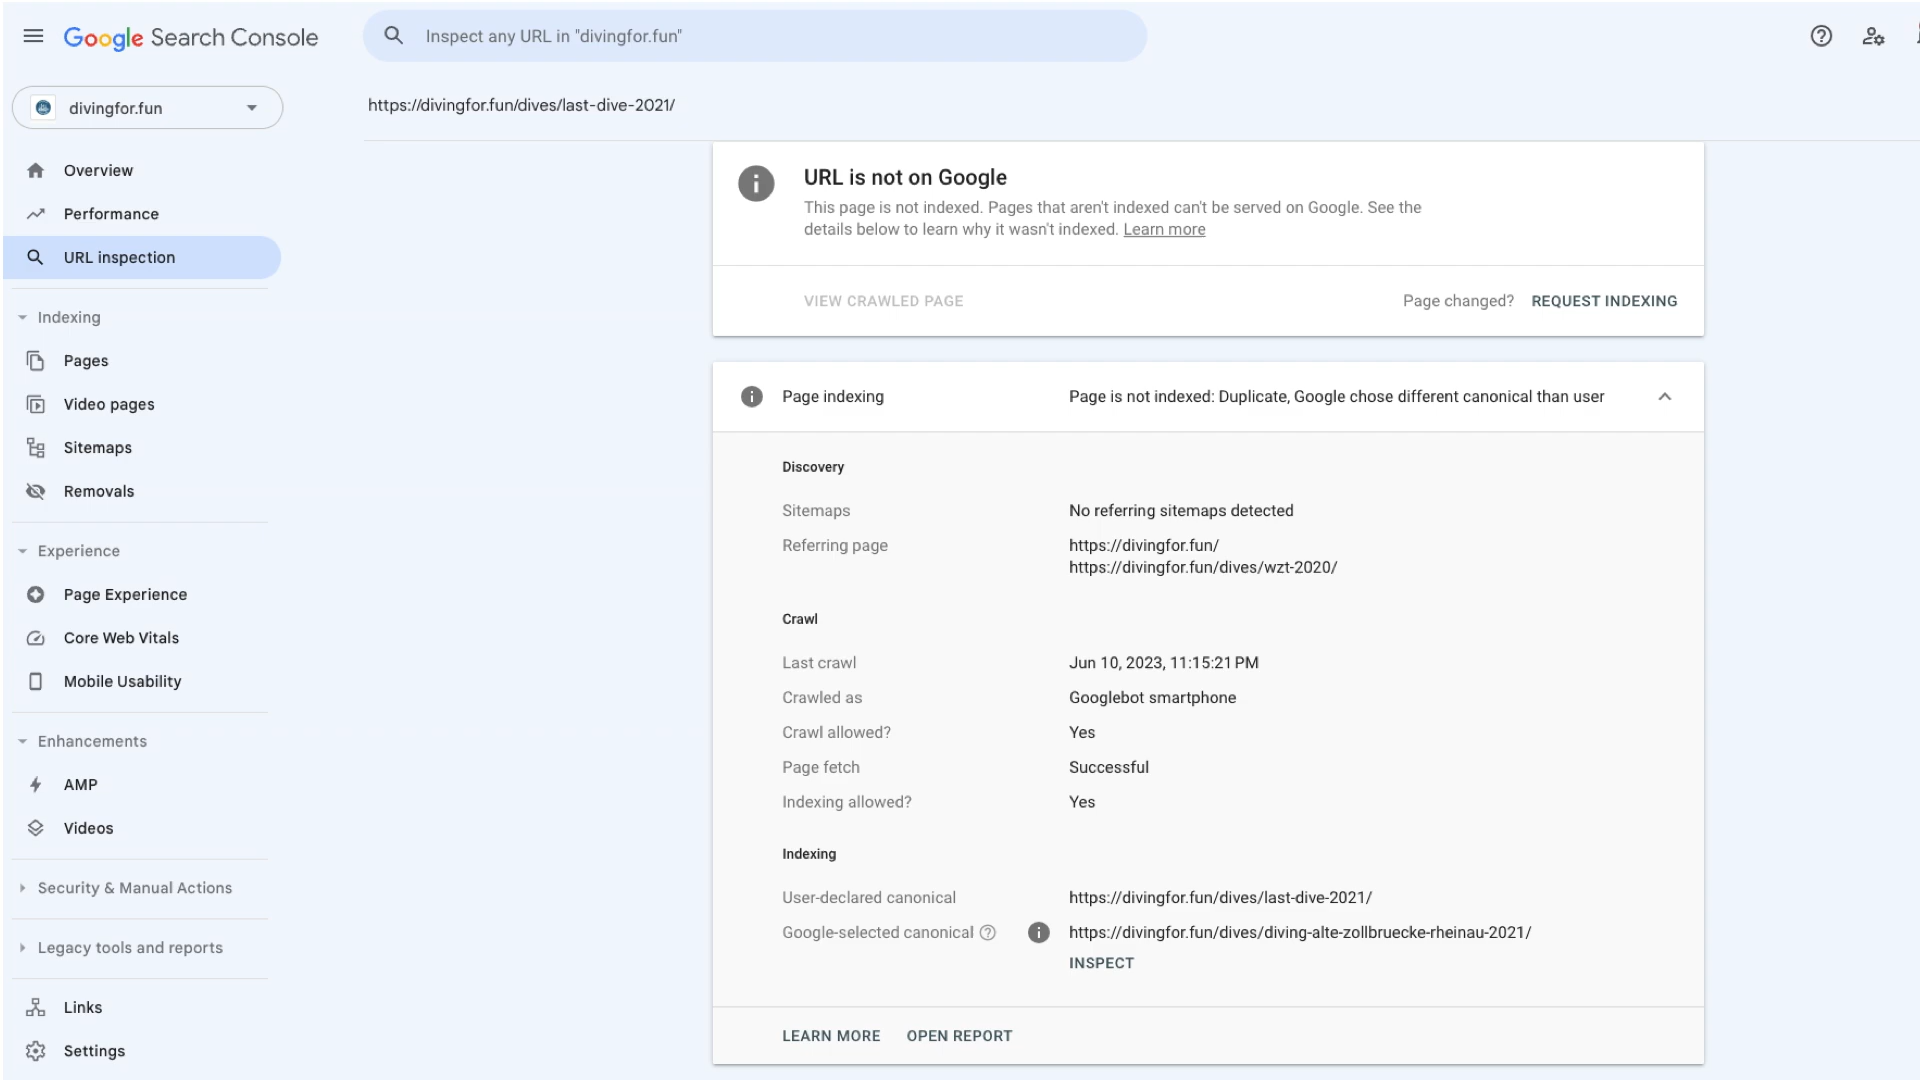 Google Search Console
Inspect any URL in "divingfor.fun"
divingfor.fun
https://divingfor.fun/dives/last-dive-2021/
Overview
Performance
URL inspection
Indexing
Pages
Video pages
Sitemaps
Removals
Experience
Page Experience
Core Web Vitals
Mobile Usability
Enhancements
AMP
Videos
Security & Manual Actions
Legacy tools and reports
Links
Settings
URL is not on Google
This page is not indexed. Pages that aren't indexed can't be served on Google. See the
details below to learn why it wasn't indexed. Learn more
VIEW CRAWLED PAGE
Page changed? REQUEST INDEXING
Page indexing
Page is not indexed: Duplicate, Google chose different canonical than user
Discovery
Sitemaps
No referring sitemaps detected
Referring page
https://divingfor.fun/
https://divingfor.fun/dives/wzt-2020/
Crawl
Last crawl
Jun 10, 2023, 11:15:21 PM
Crawled as
Googlebot smartphone
Crawl allowed?
Yes
Page fetch
Successful
Indexing allowed?
Yes
Indexing
User-declared canonical
https://divingfor.fun/dives/last-dive-2021/
Google-selected canonical
https://divingfor.fun/dives/diving-alte-zollbruecke-rheinau-2021/
INSPECT
LEARN MORE OPEN REPORT